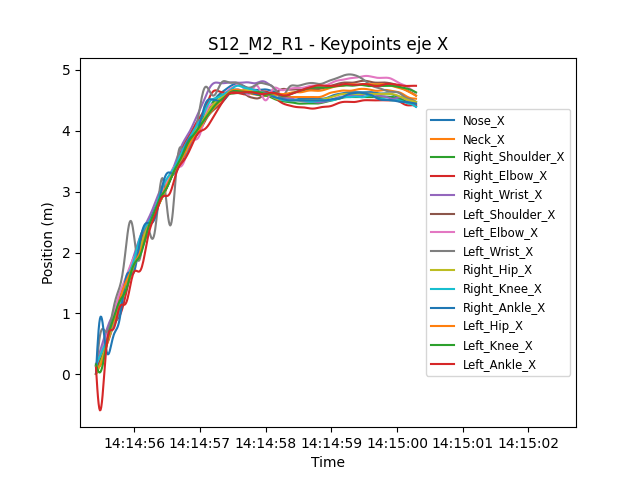 S12_M2_R1 - Keypoints eje X
Position (m)
5
4
3
2
1
0
Nose_X
Neck_X
Right_Shoulder_X
Right_Elbow_X
Right_Wrist_X
Left_Shoulder_X
Left_Elbow_X
Left_Wrist_X
Right_Hip_X
Right_Knee_X
Right_Ankle_X
Left_Hip_X
Left_Knee_X
Left_Ankle_X
14:14:56 14:14:57 14:14:58 14:14:59 14:15:00 14:15:01 14:15:02
Time